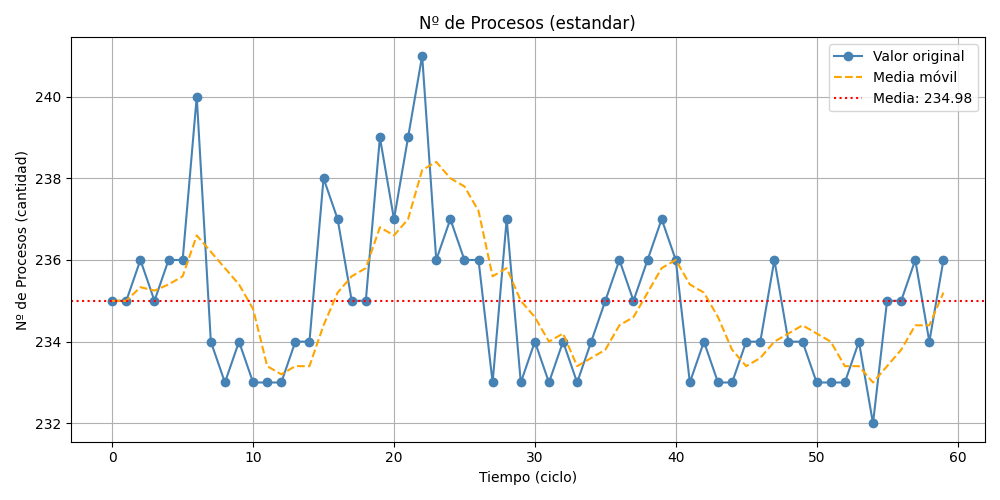 Nº de Procesos (estandar)
Valor original
Media móvil
Media: 234.98
Nº de Procesos (cantidad)
240
238
236
234
232
0 10 20 30 40 50 60
Tiempo (ciclo)